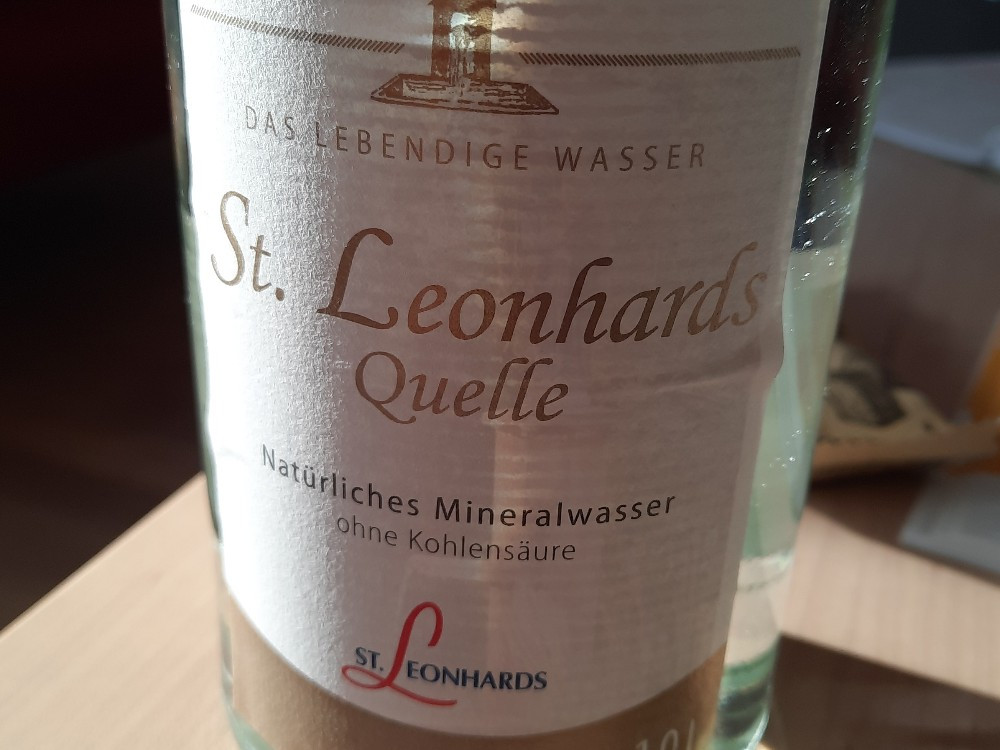 DAS LEBENDIGE WASSER
St. Leonhards
Quelle
Natürliches Mineralwasser
ohne Kohlensäure
ST. LEONHARDS